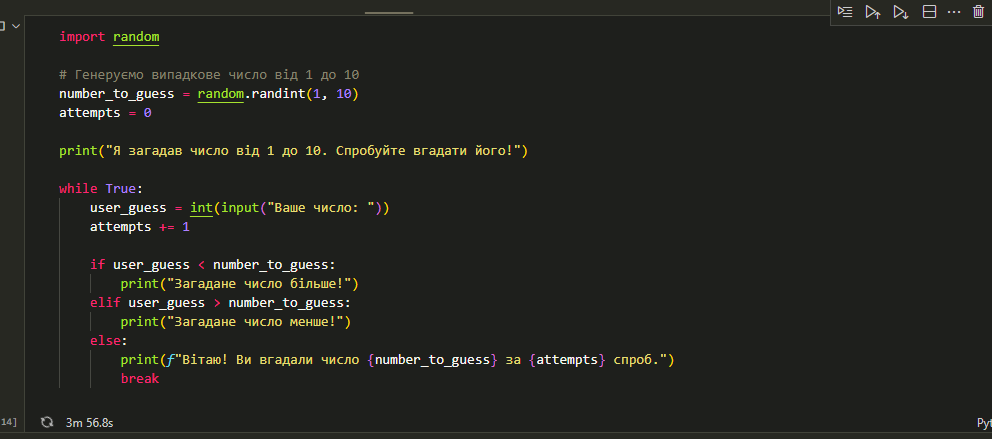 import random
# Генеруємо випадкове число від 1 до 10
number_to_guess = random.randint(1, 10)
attempts = 0
print("Я загадав число від 1 до 10. Спробуйте вгадати його!")
while True:
    user_guess = int(input("Ваше число: "))
    attempts += 1
    if user_guess < number_to_guess:
        print("Загадане число більше!")
    elif user_guess > number_to_guess:
        print("Загадане число менше!")
    else:
        print(f"Вітаю! Ви вгадали число {number_to_guess} за {attempts} спроб.")
        break
14]
3m 56.8s